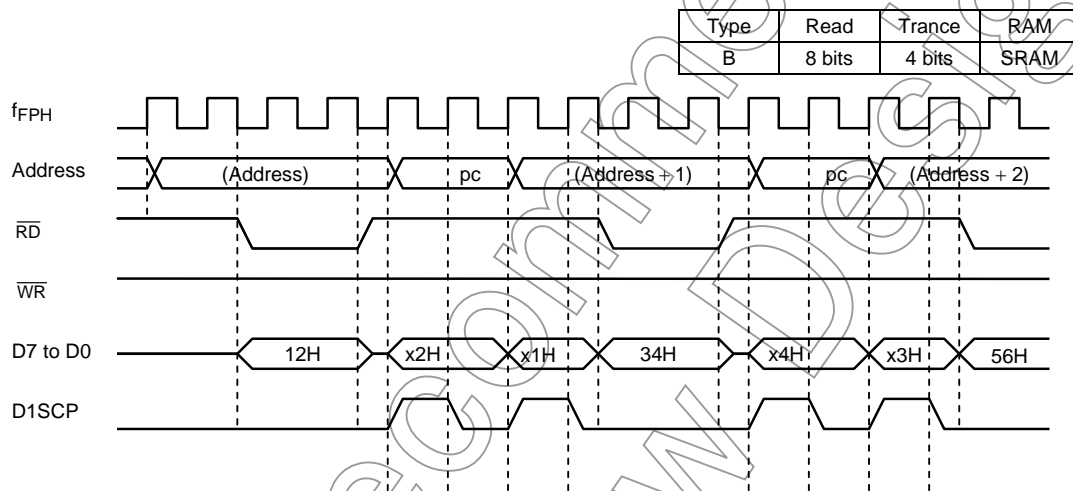 Type Read Trance RAM
B 8 bits 4 bits SRAM
fFPH
Address (Address) pc (Address + 1) pc (Address + 2)
RD
WR
D7 to D0 12H x2H x1H 34H x4H x3H 56H
D1SCP